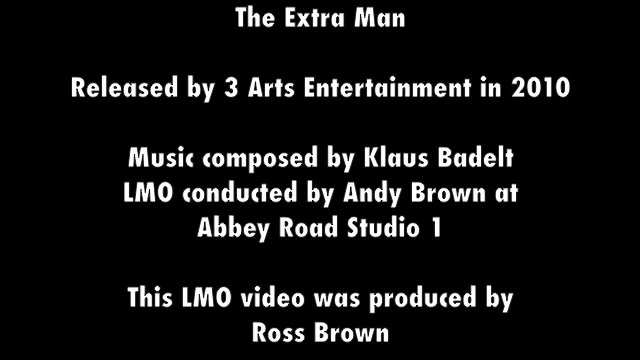 The Extra Man
Released by 3 Arts Entertainment in 2010
Music composed by Klaus Badelt
LMO conducted by Andy Brown at
Abbey Road Studio 1
This LMO video was produced by
Ross Brown